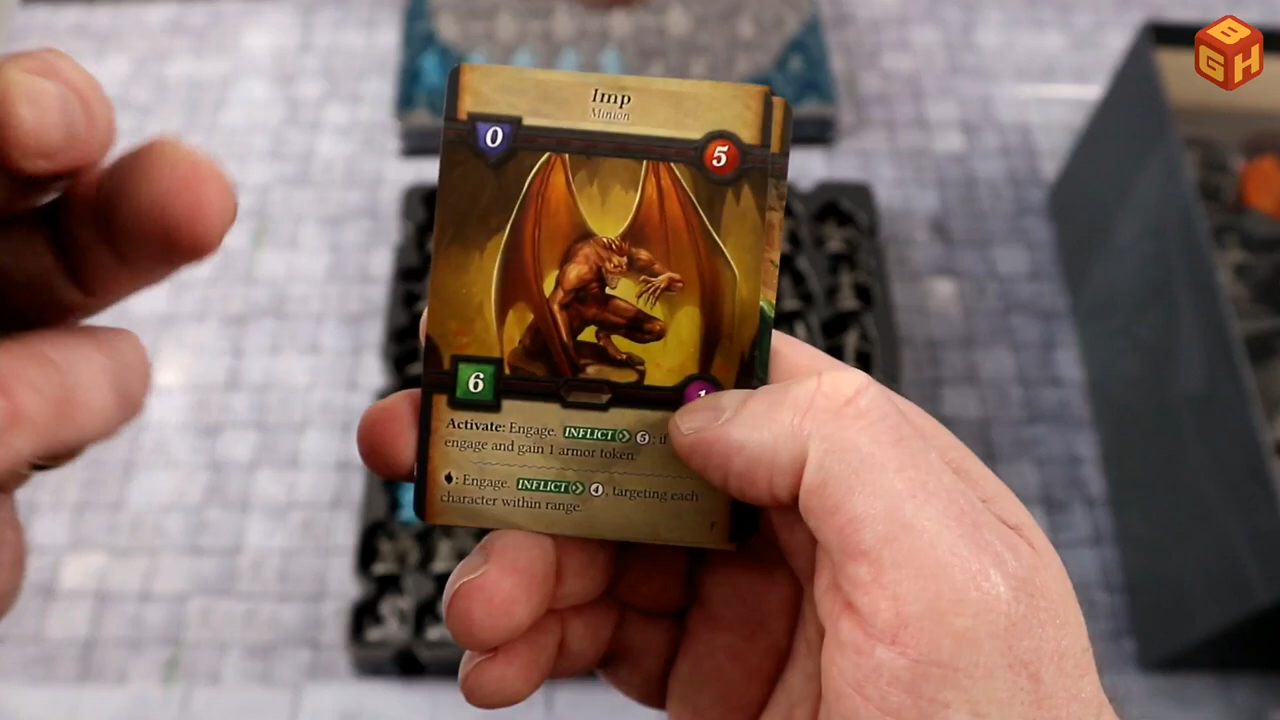 B
G H
Imp
Minion
0
5
6
1
Activate: Engage. INFLICT 5; if
engage and gain 1 armor token.
: Engage. INFLICT 4, targeting each
character within range.
F